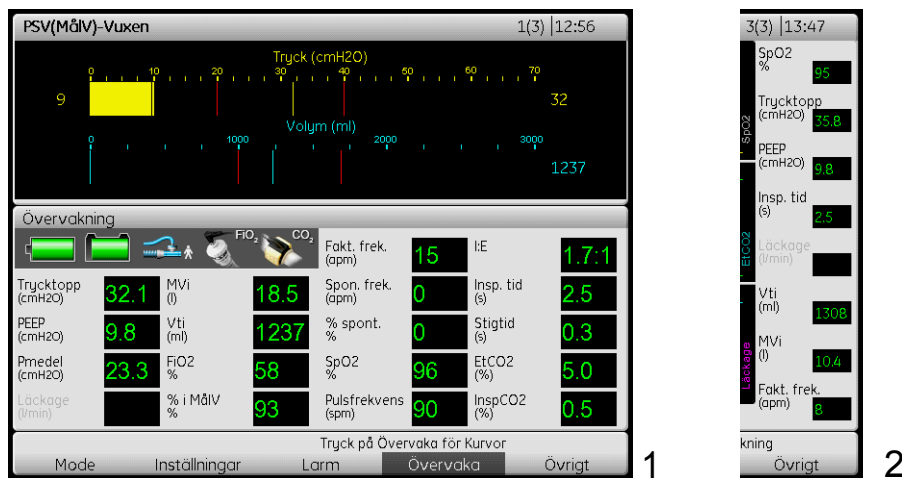 PSV(MålV)-Vuxen 1(3) |12:56
Tryck (cmH2O)
0 10 20 30 40 50 60 70
9 32
Volym (ml)
0 1000 2000 3000
1237
Övervakning
FiO2 CO2
Fakt. frek. (apm) 15 I:E 1.7:1
Trycktopp (cmH2O) 32.1 MVi (l) 18.5 Spon. frek. (apm) 0 Insp. tid (s) 2.5
PEEP (cmH2O) 9.8 Vti (ml) 1237 % spont. % 0 Stigtid (s) 0.3
Pmedel (cmH2O) 23.3 FiO2 % 58 SpO2 % 96 EtCO2 (%) 5.0
Läckage (l/min) % i MålV % 93 Pulsfrekvens (spm) 90 InspCO2 (%) 0.5
Tryck på Övervaka för Kurvor
Mode Inställningar Larm Övervaka Övrigt
1
3(3) |13:47
SpO2
% 95
Trycktopp
(cmH2O) 35.8
SpO2
PEEP
(cmH2O) 9.8
Insp. tid
(s) 2.5
EtCO2
Läckage
(l/min)
Vti
(ml) 1308
MVi
(l) 10.4
Läckage
Fakt. frek.
(apm) 8
kning
Övrigt
2